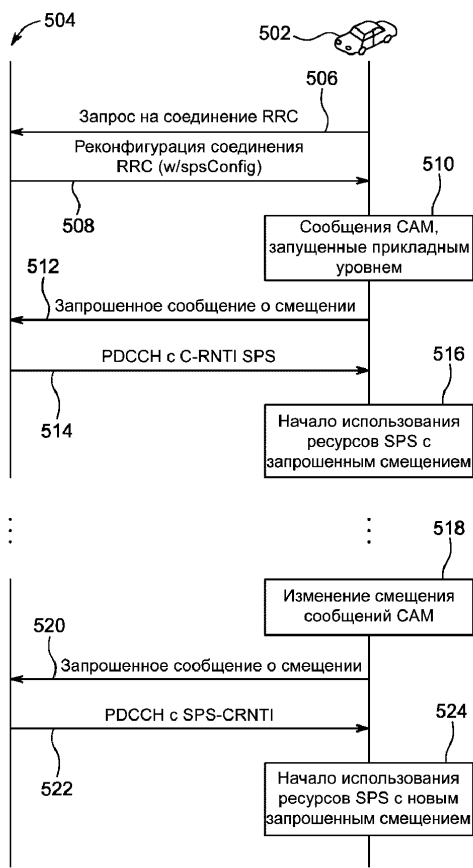 504
502
506
Запрос на соединение RRC
Реконфигурация соединения
RRC (w/spsConfig)
508
510
Сообщения CAM,
запущенные прикладным
уровнем
512
Запрошенное сообщение о смещении
PDCCH с C-RNTI SPS
514
516
Начало использования
ресурсов SPS с
запрошенным смещением
518
Изменение смещения
сообщений CAM
520
Запрошенное сообщение о смещении
PDCCH с SPS-CRNTI
522
524
Начало использования
ресурсов SPS с новым
запрошенным смещением